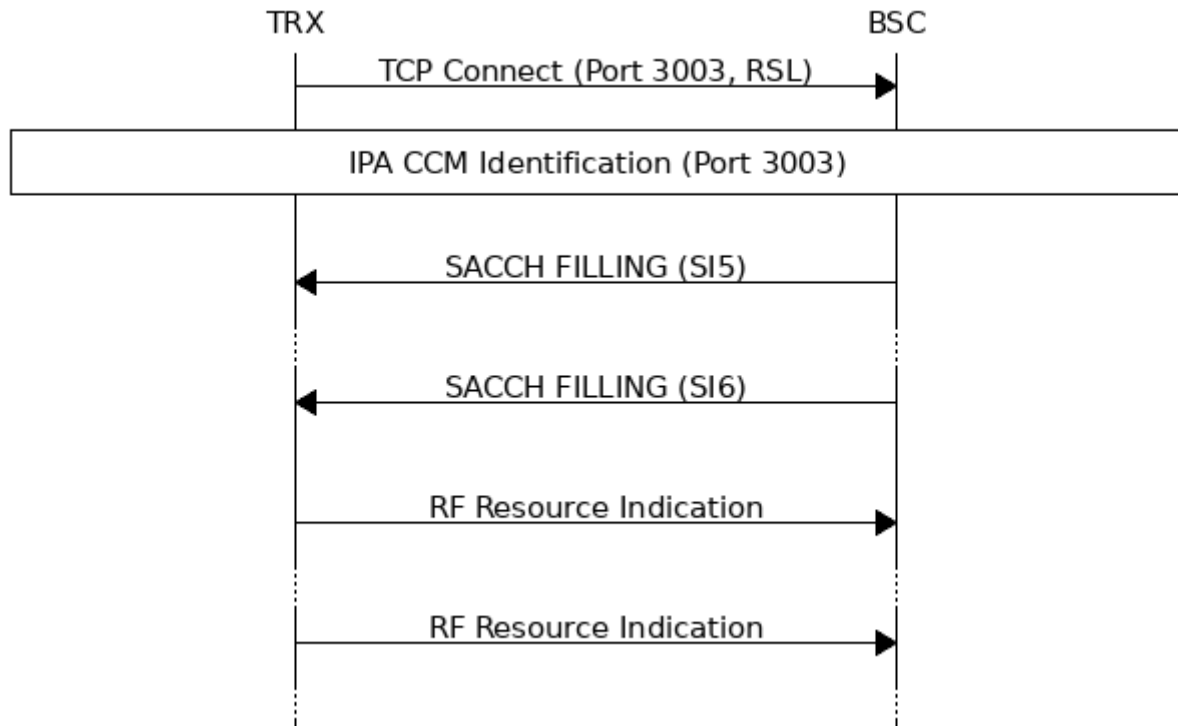 TRX BSC
TCP Connect (Port 3003, RSL)
IPA CCM Identification (Port 3003)
SACCH FILLING (SI5)
SACCH FILLING (SI6)
RF Resource Indication
RF Resource Indication